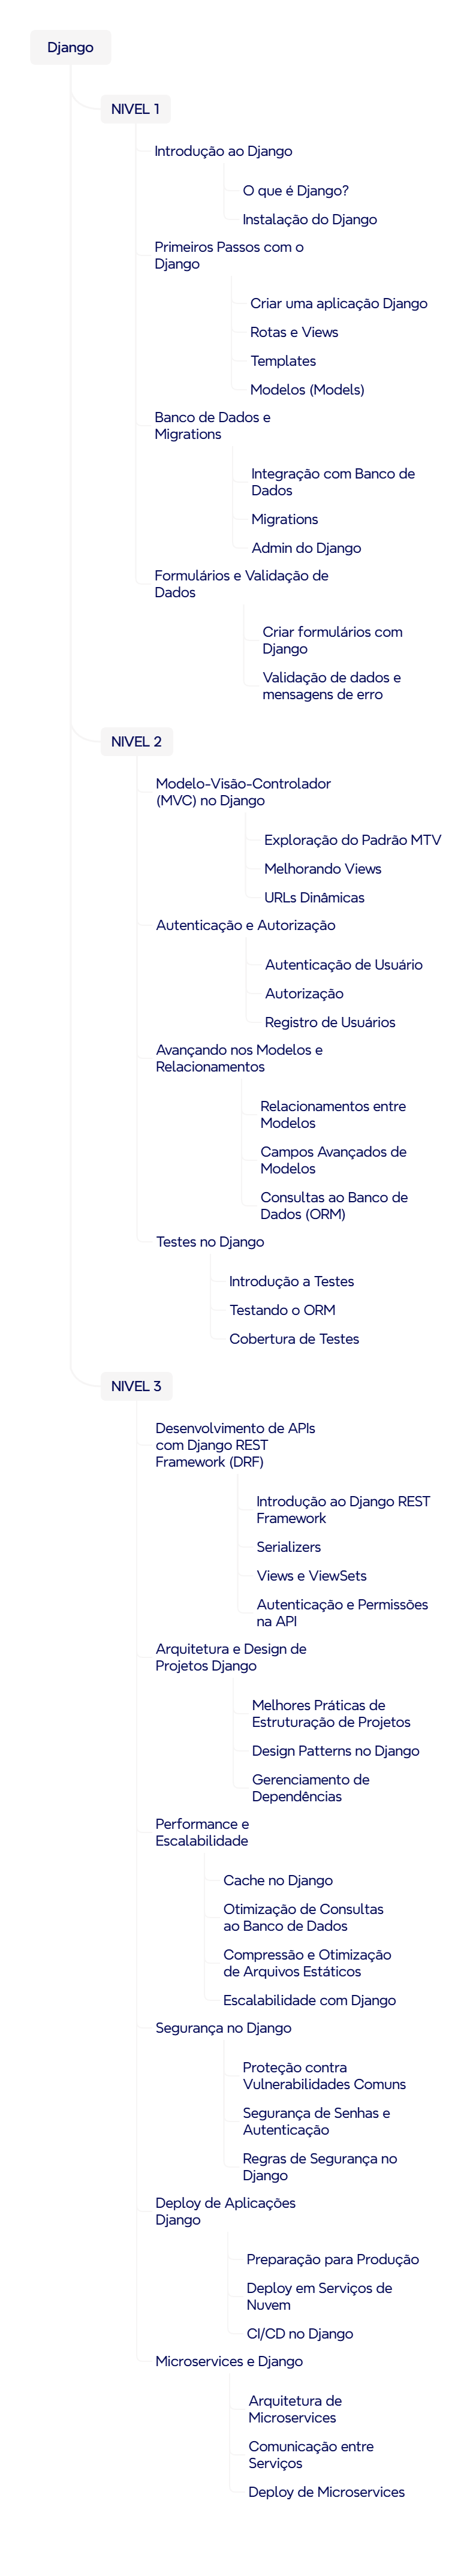 Django
NIVEL 1
Introdução ao Django
O que é Django?
Instalação do Django
Primeiros Passos com o
Django
Criar uma aplicação Django
Rotas e Views
Templates
Modelos (Models)
Banco de Dados e
Migrations
Integração com Banco de
Dados
Migrations
Admin do Django
Formulários e Validação de
Dados
Criar formulários com
Django
Validação de dados e
mensagens de erro
NIVEL 2
Modelo-Visão-Controlador
(MVC) no Django
Exploração do Padrão MTV
Melhorando Views
URLs Dinâmicas
Autenticação e Autorização
Autenticação de Usuário
Autorização
Registro de Usuários
Avançando nos Modelos e
Relacionamentos
Relacionamentos entre
Modelos
Campos Avançados de
Modelos
Consultas ao Banco de
Dados (ORM)
Testes no Django
Introdução a Testes
Testando o ORM
Cobertura de Testes
NIVEL 3
Desenvolvimento de APIs
com Django REST
Framework (DRF)
Introdução ao Django REST
Framework
Serializers
Views e ViewSets
Autenticação e Permissões
na API
Arquitetura e Design de
Projetos Django
Melhores Práticas de
Estruturação de Projetos
Design Patterns no Django
Gerenciamento de
Dependências
Performance e
Escalabilidade
Cache no Django
Otimização de Consultas
ao Banco de Dados
Compressão e Otimização
de Arquivos Estáticos
Escalabilidade com Django
Segurança no Django
Proteção contra
Vulnerabilidades Comuns
Segurança de Senhas e
Autenticação
Regras de Segurança no
Django
Deploy de Aplicações
Django
Preparação para Produção
Deploy em Serviços de
Nuvem
CI/CD no Django
Microservices e Django
Arquitetura de
Microservices
Comunicação entre
Serviços
Deploy de Microservices